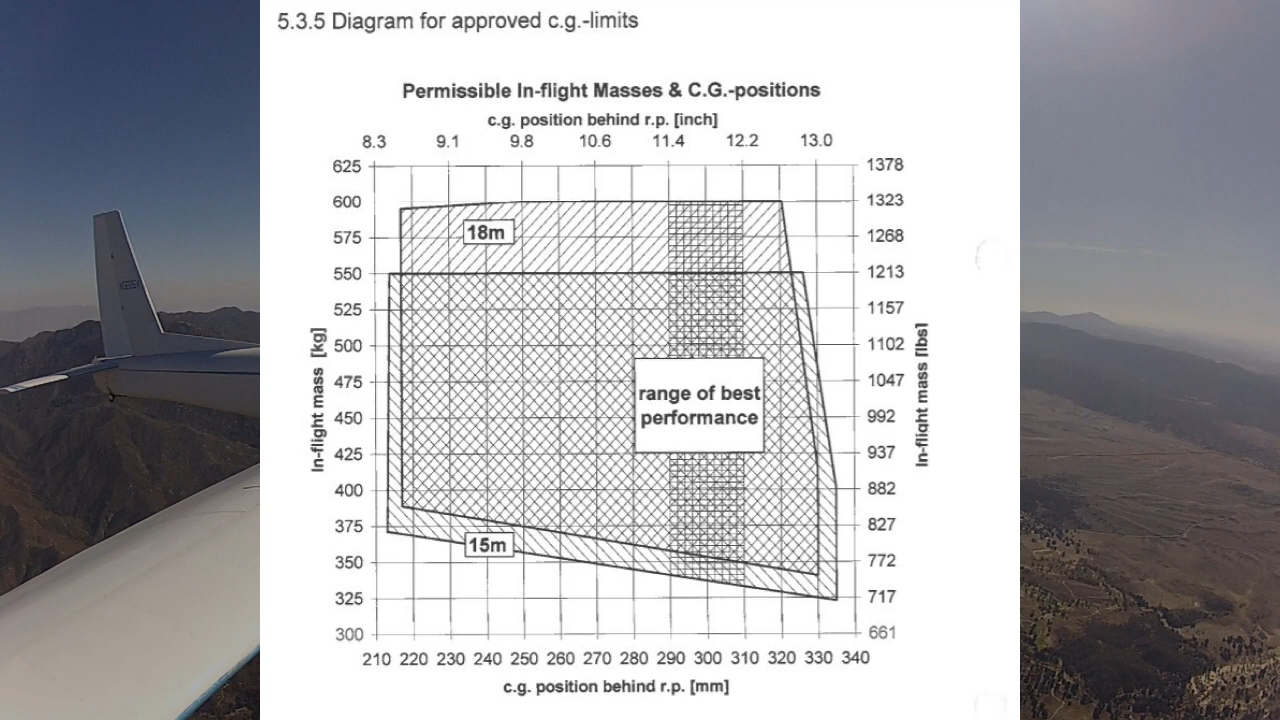 5.3.5 Diagram for approved c.g.-limits
Permissible In-flight Masses & C.G.-positions
c.g. position behind r.p. [inch]
8.3 9.1 9.8 10.6 11.4 12.2 13.0
625 1378
600 1323
18m
575 1268
550 1213
525 1157
500 1102
475 1047
range of best
performance
450 992
425 937
400 882
375 827
15m
350 772
325 717
300 661
In-flight mass [kg]
In-flight mass [lbs]
210 220 230 240 250 260 270 280 290 300 310 320 330 340
c.g. position behind r.p. [mm]